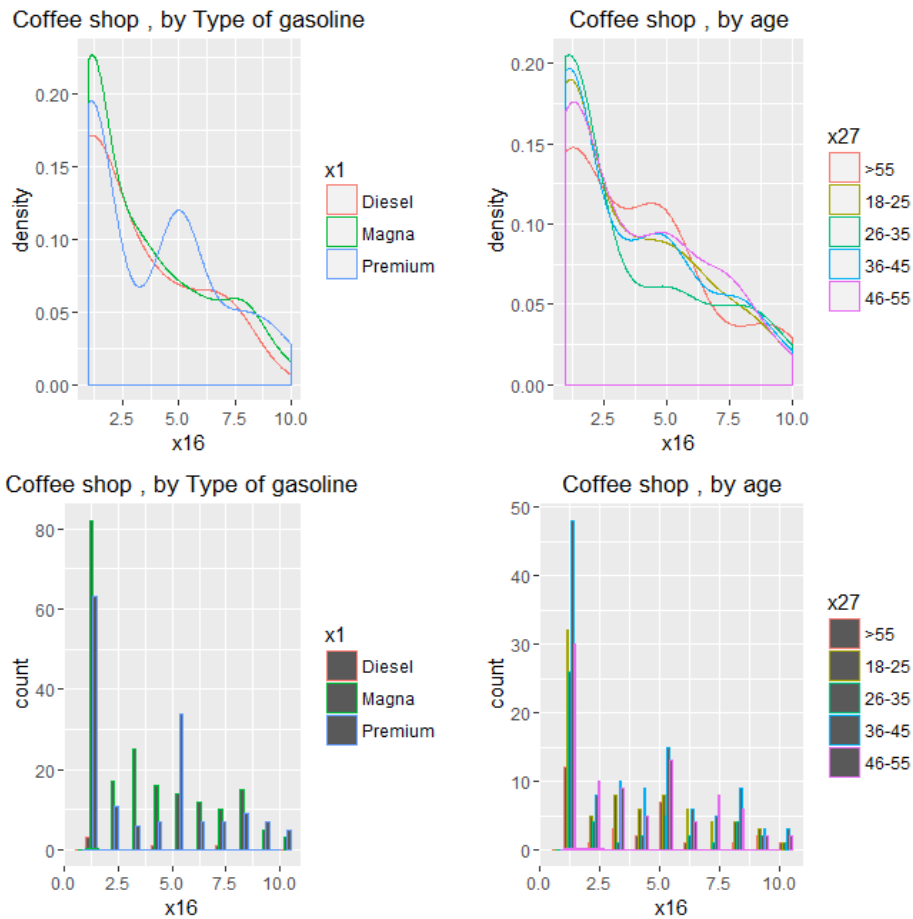 Coffee shop , by Type of gasoline
0.20
0.15
0.10
0.05
0.00
density
2.5 5.0 7.5 10.0
x16
x1
Diesel
Magna
Premium
Coffee shop , by age
0.20
0.15
0.10
0.05
0.00
density
2.5 5.0 7.5 10.0
x16
x27
>55
18-25
26-35
36-45
46-55
Coffee shop , by Type of gasoline
80
60
40
20
0
count
0.0 2.5 5.0 7.5 10.0
x16
x1
Diesel
Magna
Premium
Coffee shop , by age
50
40
30
20
10
0
count
0.0 2.5 5.0 7.5 10.0
x16
x27
>55
18-25
26-35
36-45
46-55